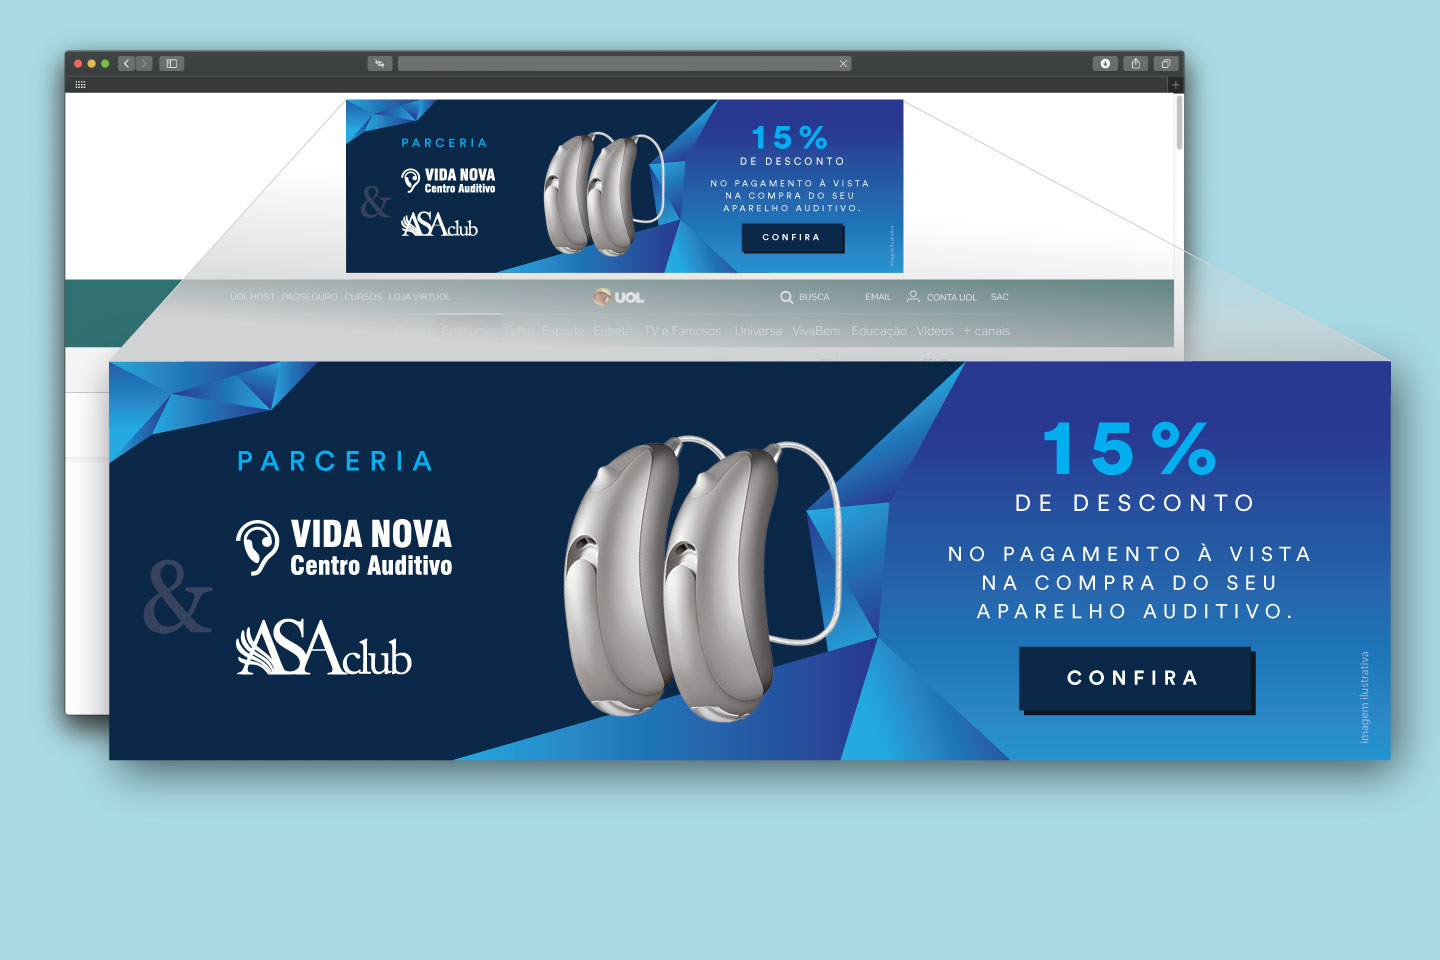 PARCERIA
VIDA NOVA
Centro Auditivo
&
ASAclub
15%
DE DESCONTO
NO PAGAMENTO À VISTA
NA COMPRA DO SEU
APARELHO AUDITIVO.
CONFIRA
imagem ilustrativa
UOL HOST PAGSEGURO CURSOS LOJA VIRTUOL
UOL
BUSCA
EMAIL
CONTA UOL
SAC
Carros Economia Folha Esporte Entretê TV e Famosos Universa VivaBem Educação Vídeos + canais
PARCERIA
VIDA NOVA
Centro Auditivo
&
ASAclub
15%
DE DESCONTO
NO PAGAMENTO À VISTA
NA COMPRA DO SEU
APARELHO AUDITIVO.
CONFIRA
imagem ilustrativa